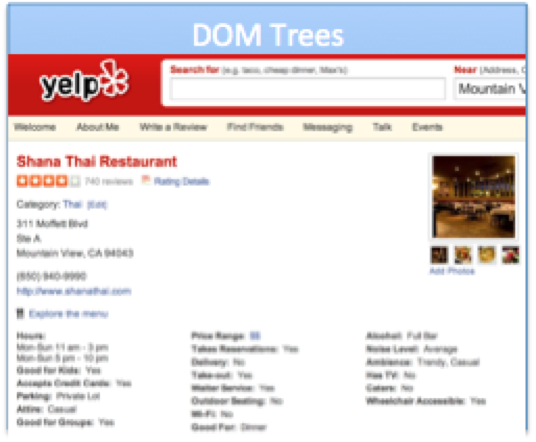 DOM Trees
yelp
Search for (e.g. taco, cheap dinner, Max's)
Near (Address, C
Mountain V
Welcome About Me Write a Review Find Friends Messaging Talk Events
Shana Thai Restaurant
740 reviews Rating Details
Category: Thai [Edit]
311 Moffett Blvd
Ste A
Mountain View, CA 94043
(650) 940-9990
http://www.shanathai.com
Explore the menu
Add Photos
Hours:
Mon-Sun 11 am - 3 pm
Mon-Sun 5 pm - 10 pm
Good for Kids: Yes
Accepts Credit Cards: Yes
Parking: Private Lot
Attire: Casual
Good for Groups: Yes
Price Range: $$
Takes Reservations: Yes
Delivery: No
Take-out: Yes
Waiter Service: Yes
Outdoor Seating: No
Wi-Fi: No
Good For: Dinner
Alcohol: Full Bar
Noise Level: Average
Ambience: Trendy, Casual
Has TV: No
Caters: No
Wheelchair Accessible: Yes